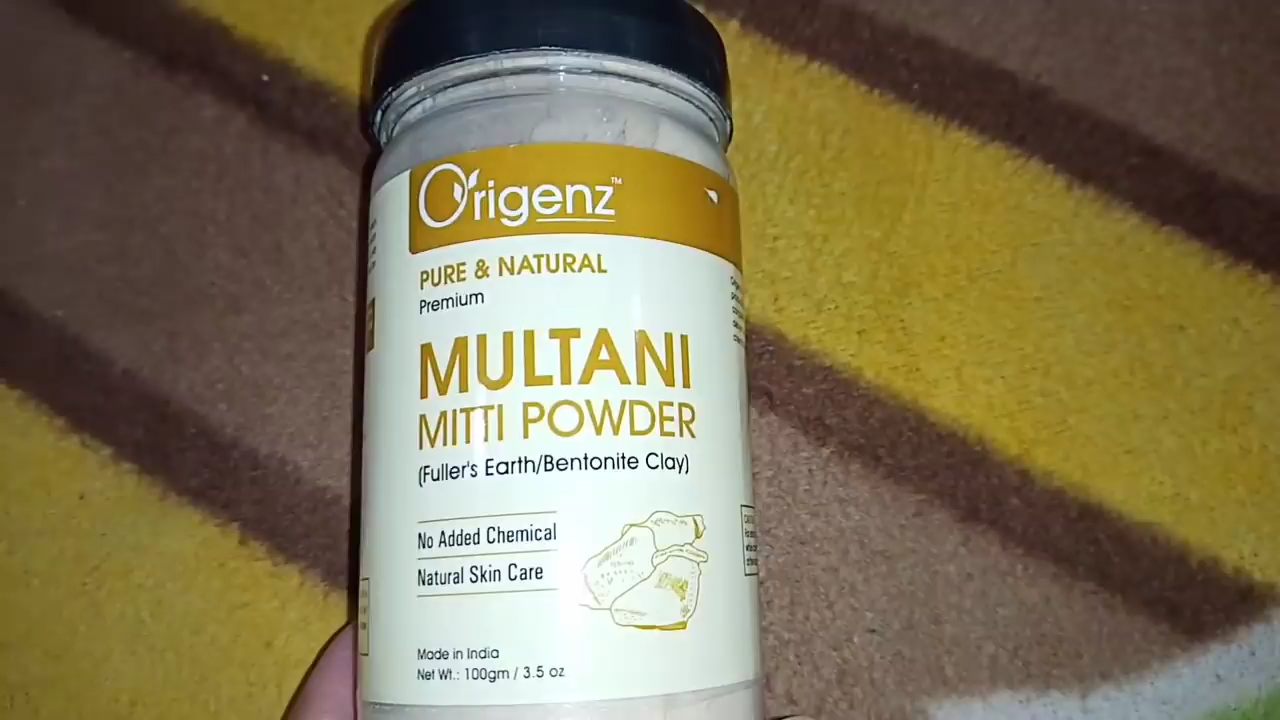 Origenz™
PURE & NATURAL
Premium
MULTANI
MITTI POWDER
(Fuller's Earth/Bentonite Clay)
No Added Chemical
Natural Skin Care
Made in India
Net Wt.: 100gm / 3.5 oz